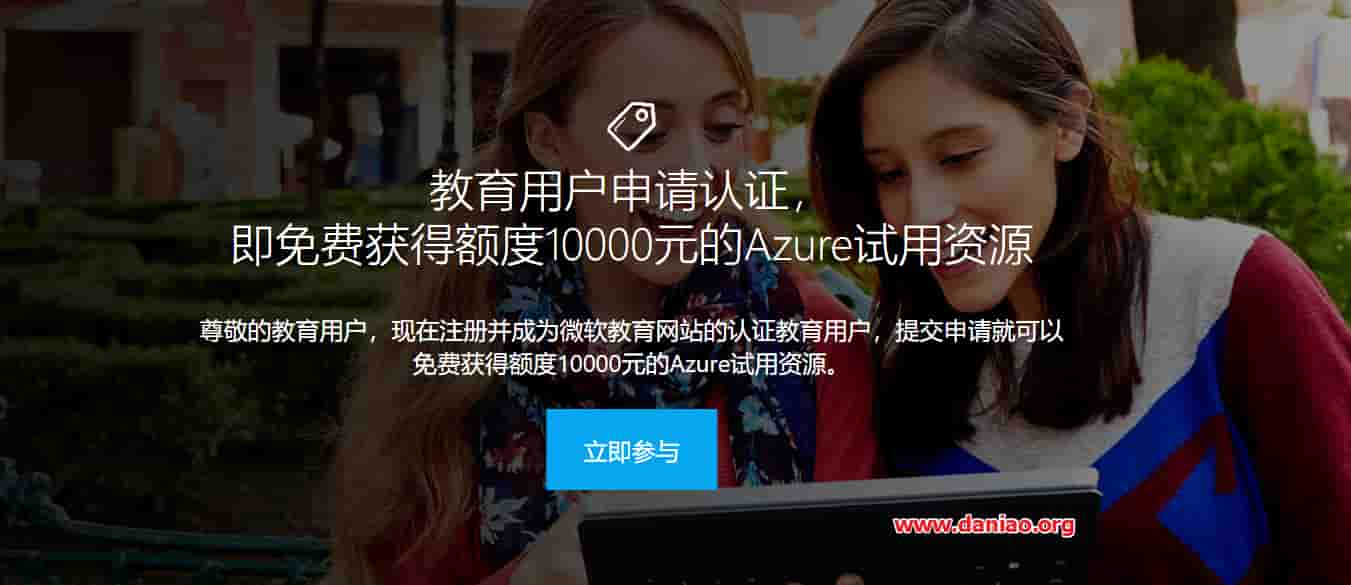 教育用户申请认证，
即免费获得额度10000元的Azure试用资源
尊敬的教育用户，现在注册并成为微软教育网站的认证教育用户，提交申请就可以
免费获得额度10000元的Azure试用资源。
立即参与
www.daniao.org